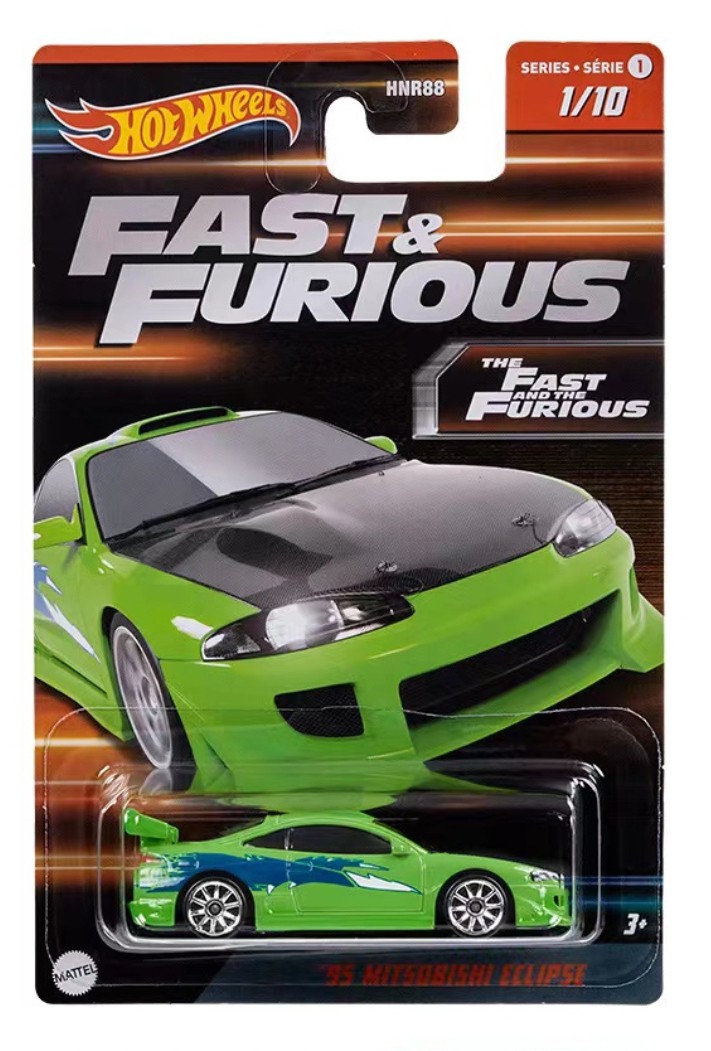 HOT WHEELS
HNR88
SERIES • SÉRIE 1
1/10
FAST &
FURIOUS
THE
FAST
AND THE
FURIOUS
3+
MATTEL
'95 MITSUBISHI ECLIPSE